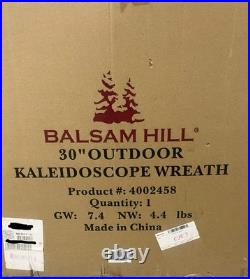 BALSAM HILL®
30" OUTDOOR
KALEIDOSCOPE WREATH
Product #: 4002458
Quantity: 1
GW: 7.4 NW: 4.4 lbs
Made in China